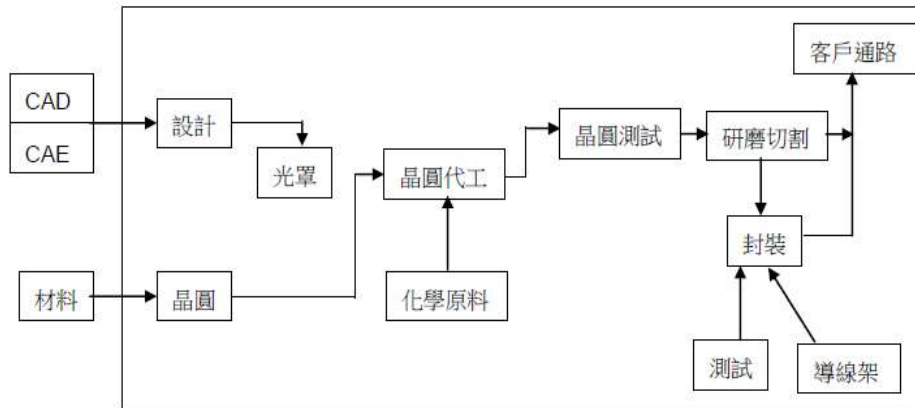 客戶通路
CAD
CAE
設計
光罩
晶圓代工
晶圓測試
研磨切割
封裝
材料
晶圓
化學原料
測試
導線架